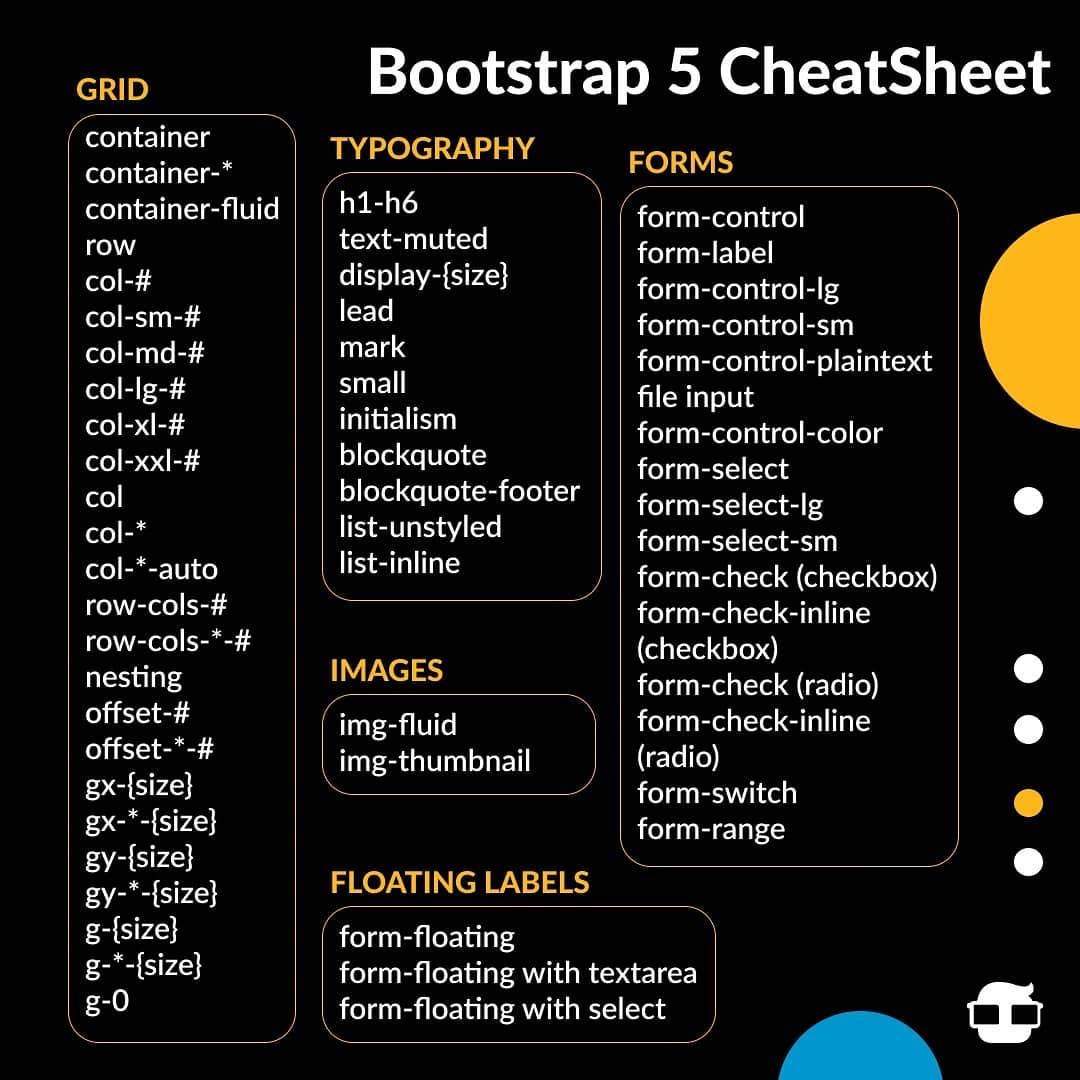 Bootstrap 5 CheatSheet
GRID
container
container-*
container-fluid
row
col-#
col-sm-#
col-md-#
col-lg-#
col-xl-#
col-xxl-#
col
col-*
col-*-auto
row-cols-#
row-cols-*-#
nesting
offset-#
offset-*-#
gx-{size}
gx-*-{size}
gy-{size}
gy-*-{size}
g-{size}
g-*-{size}
g-0
TYPOGRAPHY
h1-h6
text-muted
display-{size}
lead
mark
small
initialism
blockquote
blockquote-footer
list-unstyled
list-inline
IMAGES
img-fluid
img-thumbnail
FLOATING LABELS
form-floating
form-floating with textarea
form-floating with select
FORMS
form-control
form-label
form-control-lg
form-control-sm
form-control-plaintext
file input
form-control-color
form-select
form-select-lg
form-select-sm
form-check (checkbox)
form-check-inline
(checkbox)
form-check (radio)
form-check-inline
(radio)
form-switch
form-range